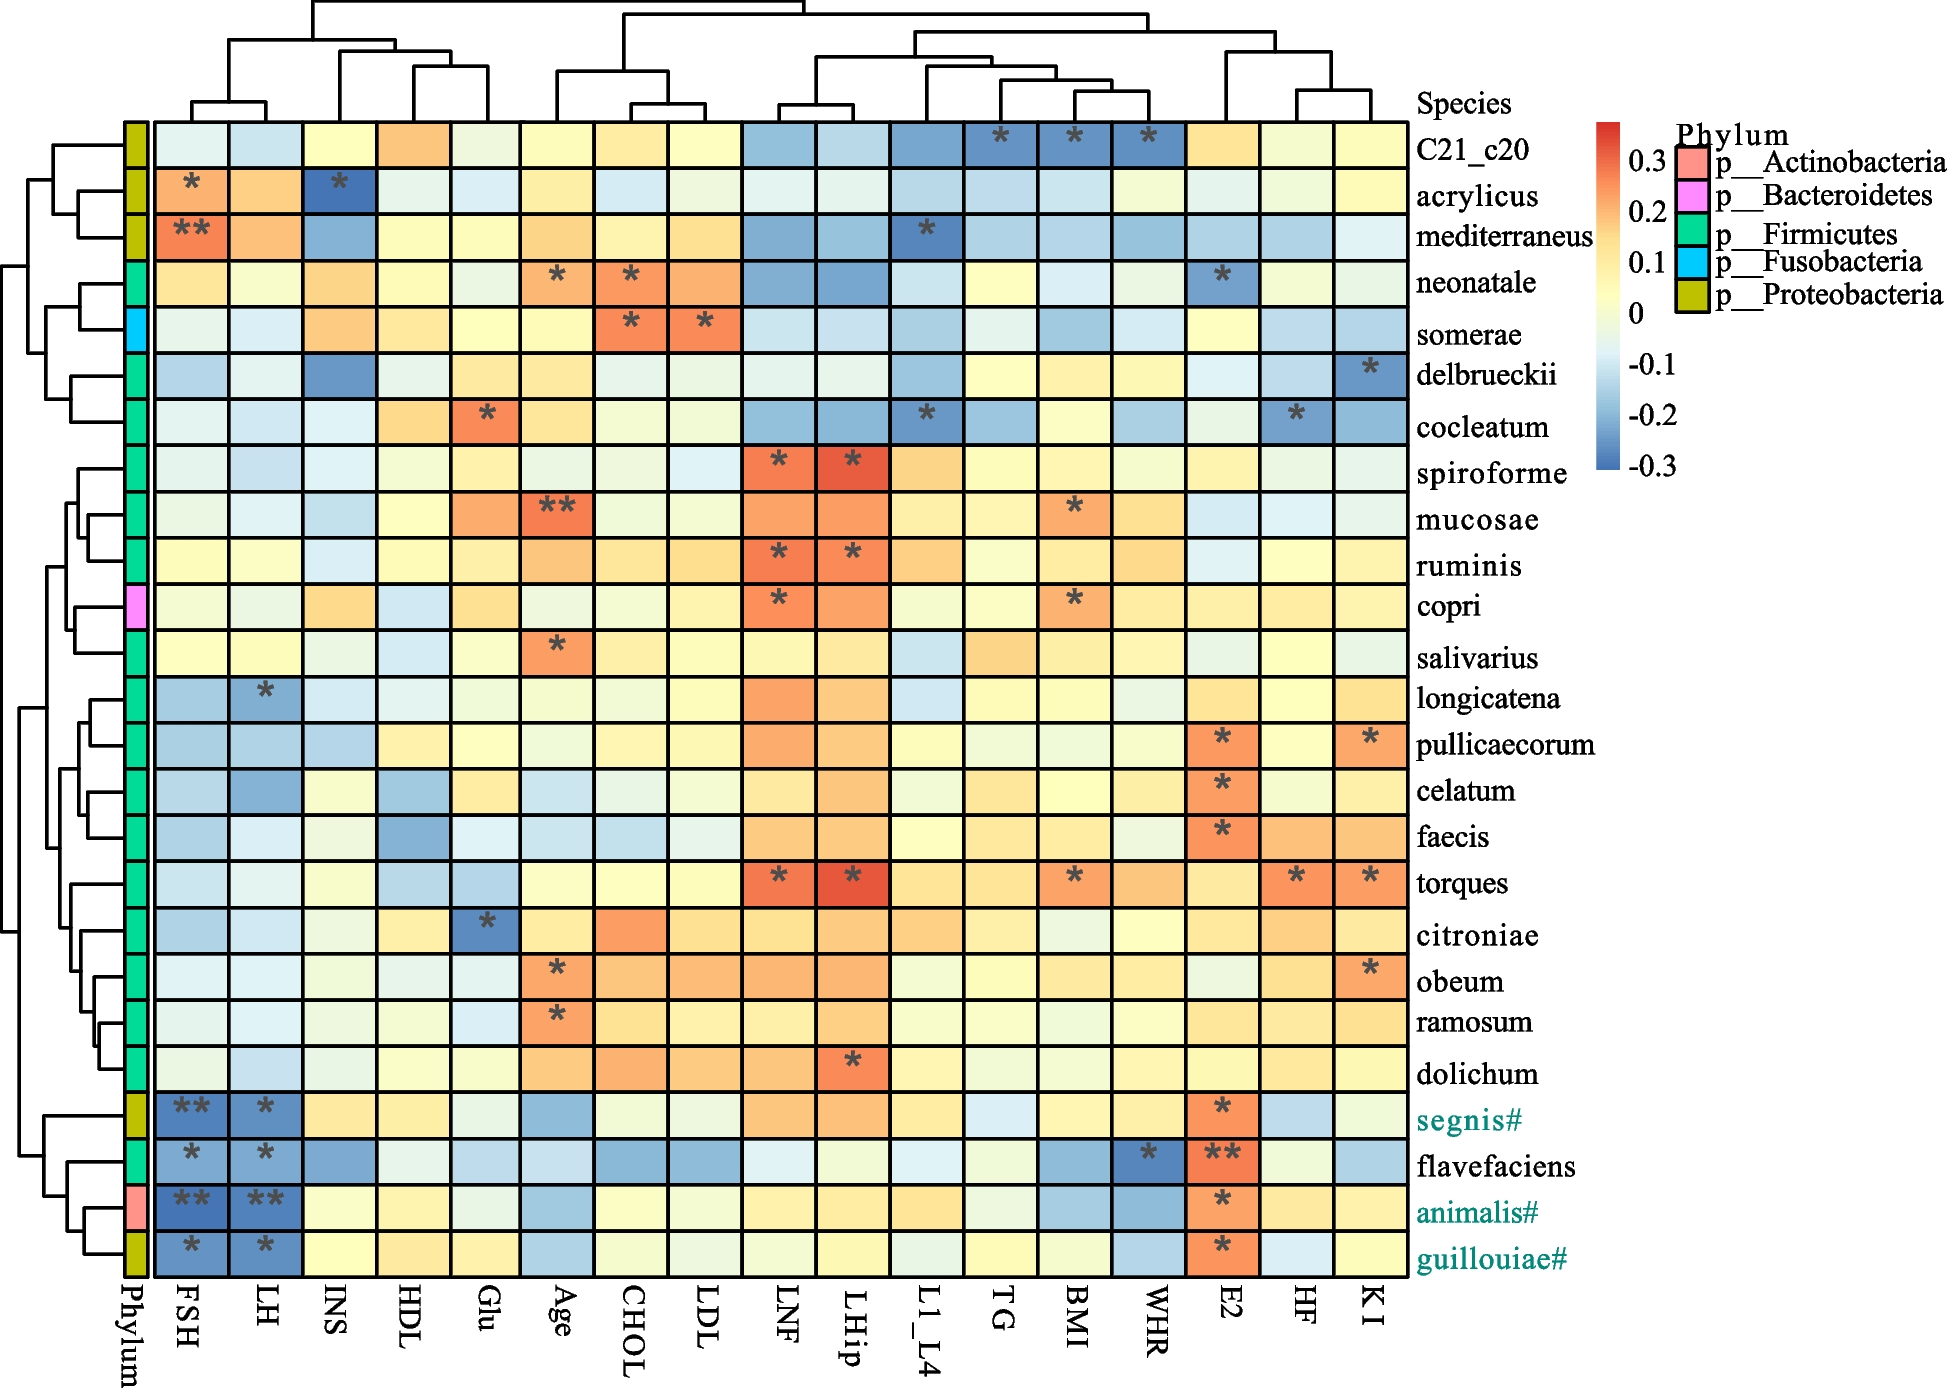 Species
C21_c20
acrylicus
mediterraneus
neonatale
somerae
delbrueckii
cocleatum
spiroforme
mucosae
ruminis
copri
salivarius
longicatena
pullicaecorum
celatum
faecis
torques
citroniae
obeum
ramosum
dolichum
segnis#
flavefaciens
animalis#
guillouiae#
0.3
0.2
0.1
0
-0.1
-0.2
-0.3
Phylum
p__Actinobacteria
p__Bacteroidetes
p__Firmicutes
p__Fusobacteria
p__Proteobacteria
* * *
* *
** *
* * *
* *
*
* * *
* *
** *
* *
* *
*
*
* *
*
*
* * * * *
*
* *
*
*
** * *
* * * **
** ** *
* * *
Phylum
FSH
LH
INS
HDL
Glu
Age
CHOL
LDL
LNF
LHip
L1_L4
TG
BMI
WHR
E2
HF
KI